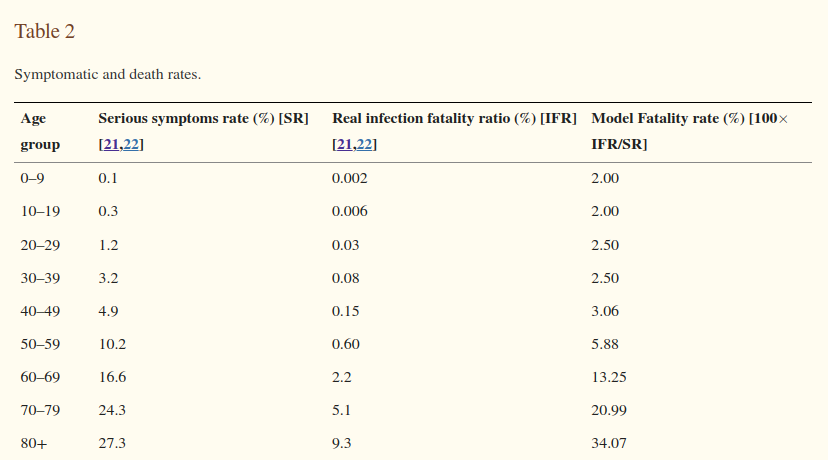 Table 2
Symptomatic and death rates.
Age group Serious symptoms rate (%) [SR] [21,22] Real infection fatality ratio (%) [IFR] [21,22] Model Fatality rate (%) [100× IFR/SR]
0–9 0.1 0.002 2.00
10–19 0.3 0.006 2.00
20–29 1.2 0.03 2.50
30–39 3.2 0.08 2.50
40–49 4.9 0.15 3.06
50–59 10.2 0.60 5.88
60–69 16.6 2.2 13.25
70–79 24.3 5.1 20.99
80+ 27.3 9.3 34.07